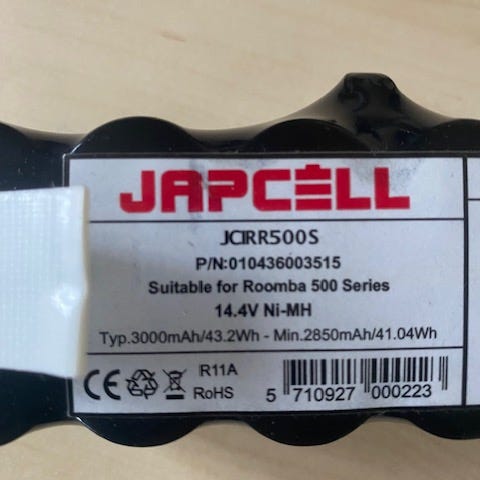 JAPCELL
JCIRR500S
P/N:010436003515
Suitable for Roomba 500 Series
14.4V Ni-MH
Typ.3000mAh/43.2Wh - Min.2850mAh/41.04Wh
CE R11A
RoHS
5 710927 000223